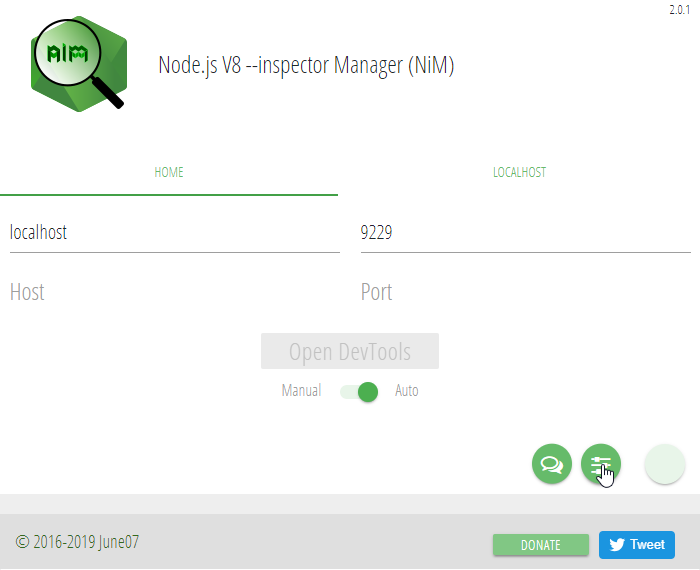 2.0.1
NiM
Node.js V8 --inspector Manager (NiM)
HOME LOCALHOST
localhost 9229
Host Port
Open DevTools
Manual Auto
© 2016-2019 June07 DONATE Tweet